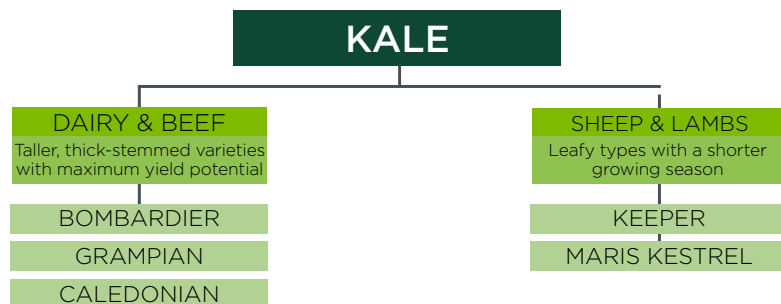 KALE
DAIRY & BEEF
Taller, thick-stemmed varieties
with maximum yield potential
BOMBARDIER
GRAMPIAN
CALEDONIAN
SHEEP & LAMBS
Leafy types with a shorter
growing season
KEEPER
MARIS KESTREL